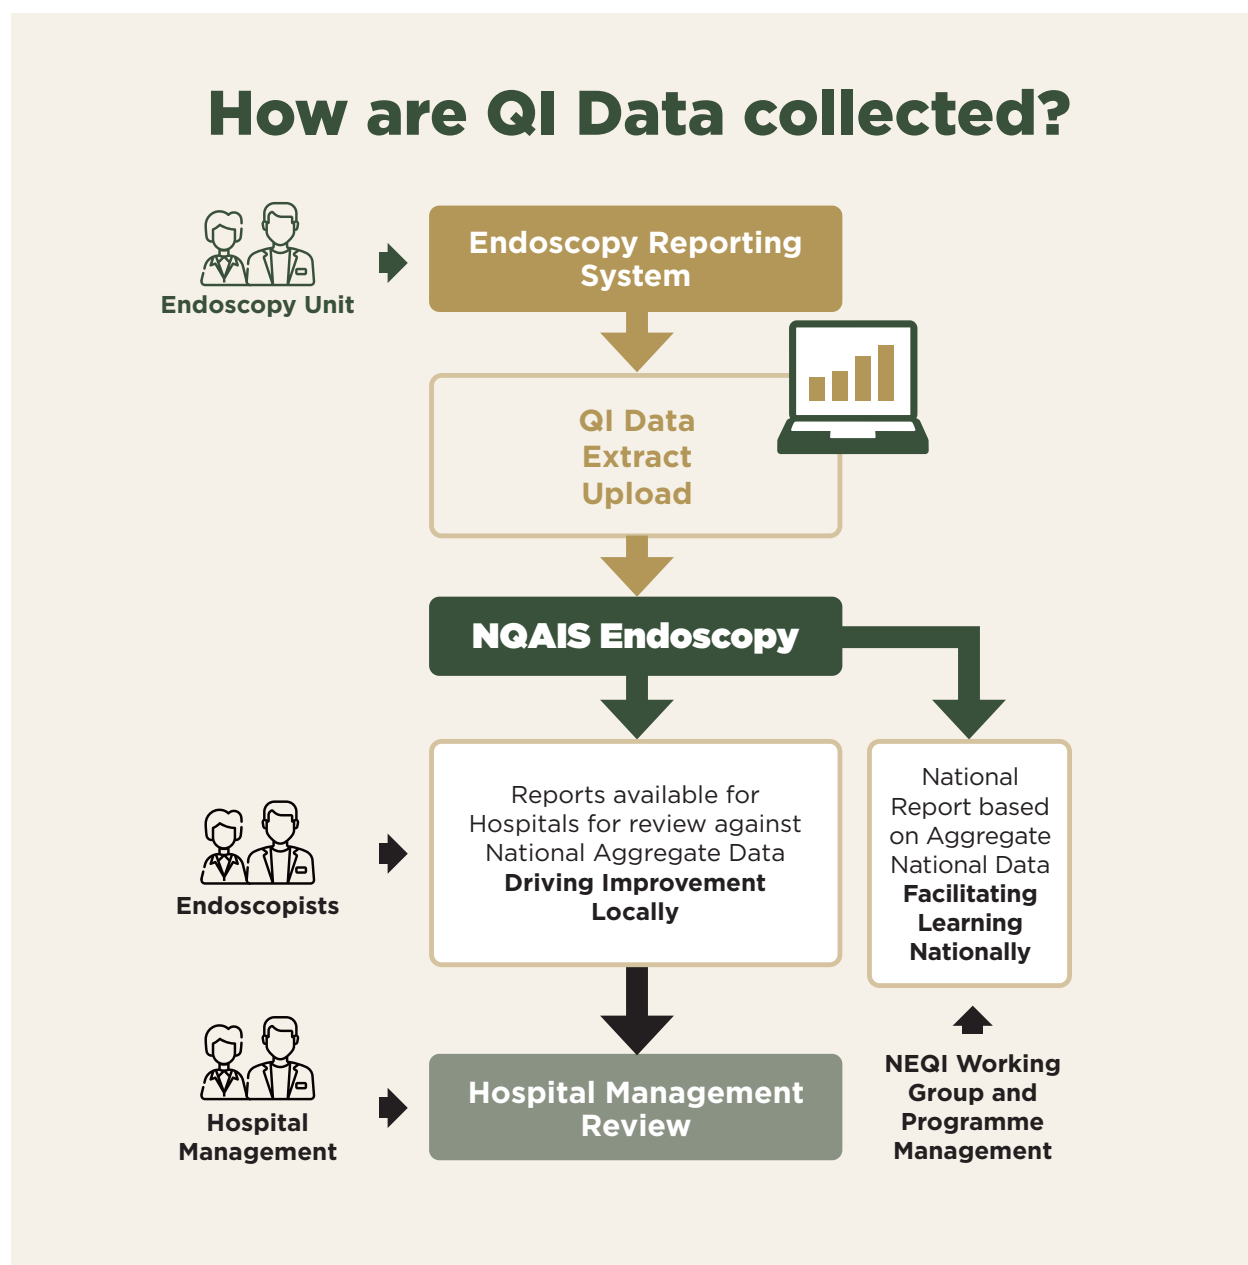 How are QI Data collected?
Endoscopy Unit
Endoscopy Reporting
System
QI Data
Extract
Upload
NQAIS Endoscopy
Endoscopists
Reports available for
Hospitals for review against
National Aggregate Data
Driving Improvement
Locally
National
Report based
on Aggregate
National Data
Facilitating
Learning
Nationally
Hospital
Management
Hospital Management
Review
NEQI Working
Group and
Programme
Management